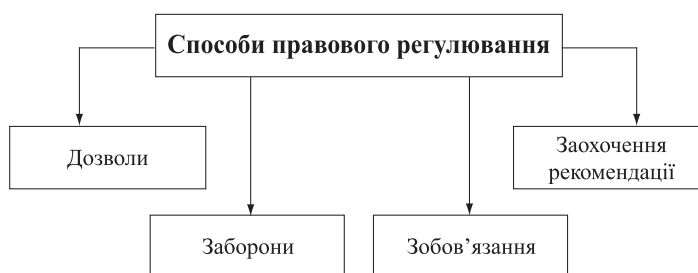 Способи правового регулювання
Дозволи
Заохочення
рекомендації
Заборони
Зобов’язання